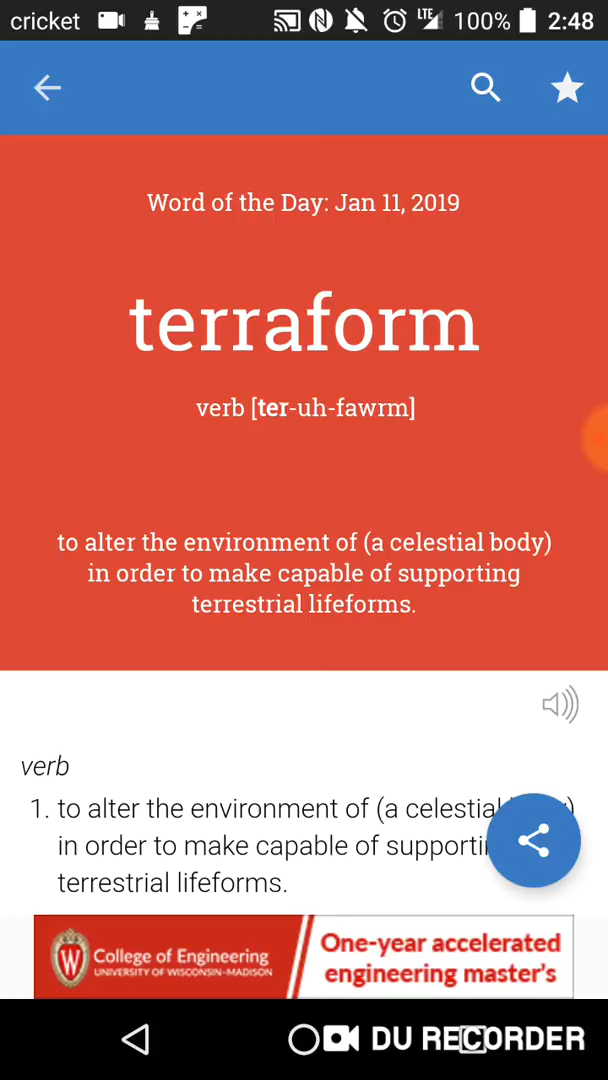 cricket LTE 100% 2:48
Word of the Day: Jan 11, 2019
terraform
verb [ter-uh-fawrm]
to alter the environment of (a celestial body)
in order to make capable of supporting
terrestrial lifeforms.
verb
1. to alter the environment of (a celestial
in order to make capable of
terrestrial lifeforms.
W College of Engineering
UNIVERSITY OF WISCONSIN-MADISON
One-year accelerated
engineering master's
DU RECORDER